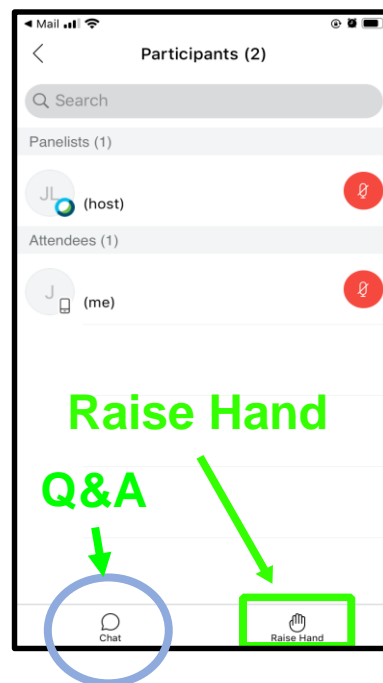 Mail
Participants (2)
Search
Panelists (1)
JL
(host)
Attendees (1)
J
(me)
Raise Hand
Q&A
Chat
Raise Hand